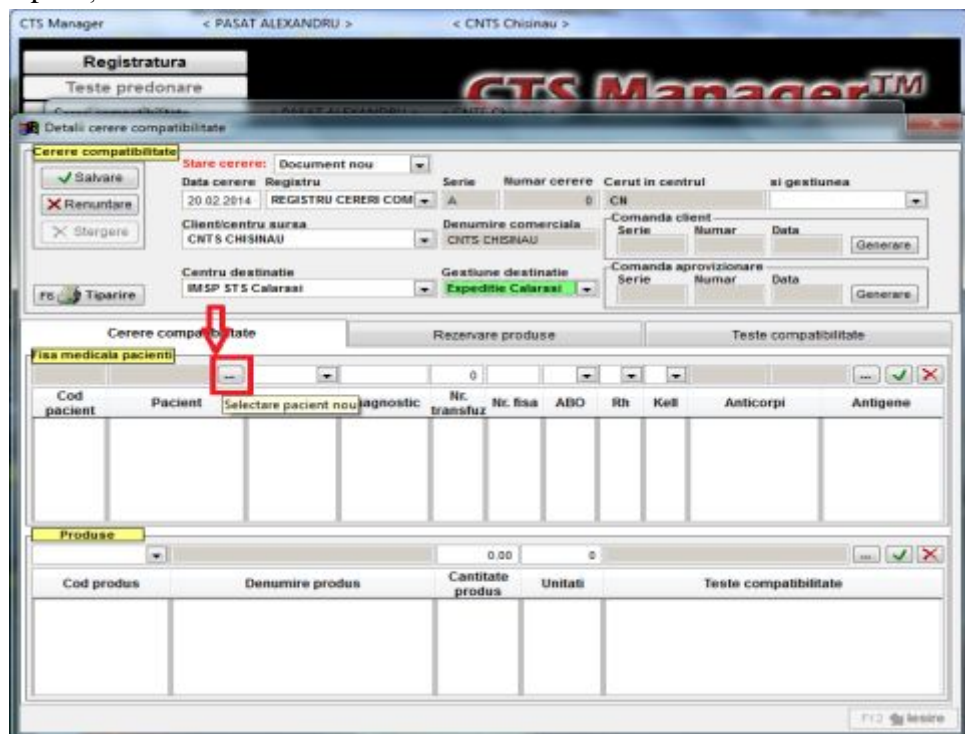 CTS Manager < PASAT ALEXANDRU > < CNTS Chisinau >
Registratura
Teste predonare
CTS Manager™
Detalii cerere compatibilitate
Cerere compatibilitate
Stare cerere: Document nou
Salvare
Renuntare
Stergere
F6 Tiparire
Data cerere Registru Serie Numar cerere Cerut in centrul si gestiunea
20.02.2014 REGISTRU CERERI COM A 0 CN
Client/centru sursa Denumire comerciala Comanda client
CNTS CHISINAU CNTS CHISINAU Serie Numar Data Generare
Centru destinatie Gestiune destinatie Comanda aprovizionare
IMSP STS Calarasi Expeditie Calarasi Serie Numar Data Generare
Cerere compatibilitate Rezervare produse Teste compatibilitate
Fisa medicala pacienti
... 0 ...
Cod pacient Pacient Diagnostic Nr. transfuz Nr. fisa ABO Rh Kell Anticorpi Antigene
Selectare pacient nou
Produse
0.00 0 ...
Cod produs Denumire produs Cantitate produs Unitati Teste compatibilitate
F12 Iesire